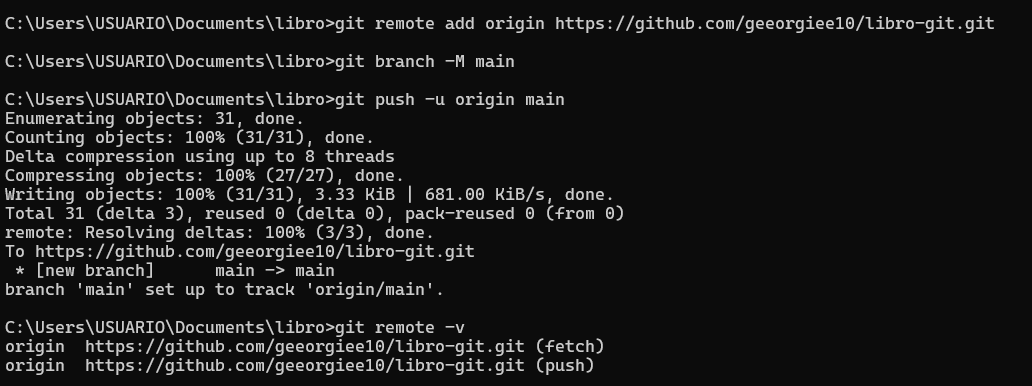 C:\Users\USUARIO\Documents\libro>git remote add origin https://github.com/geeorgiee10/libro-git.git
C:\Users\USUARIO\Documents\libro>git branch -M main
C:\Users\USUARIO\Documents\libro>git push -u origin main
Enumerating objects: 31, done.
Counting objects: 100% (31/31), done.
Delta compression using up to 8 threads
Compressing objects: 100% (27/27), done.
Writing objects: 100% (31/31), 3.33 KiB | 681.00 KiB/s, done.
Total 31 (delta 3), reused 0 (delta 0), pack-reused 0 (from 0)
remote: Resolving deltas: 100% (3/3), done.
To https://github.com/geeorgiee10/libro-git.git
 * [new branch]      main -> main
branch 'main' set up to track 'origin/main'.
C:\Users\USUARIO\Documents\libro>git remote -v
origin  https://github.com/geeorgiee10/libro-git.git (fetch)
origin  https://github.com/geeorgiee10/libro-git.git (push)